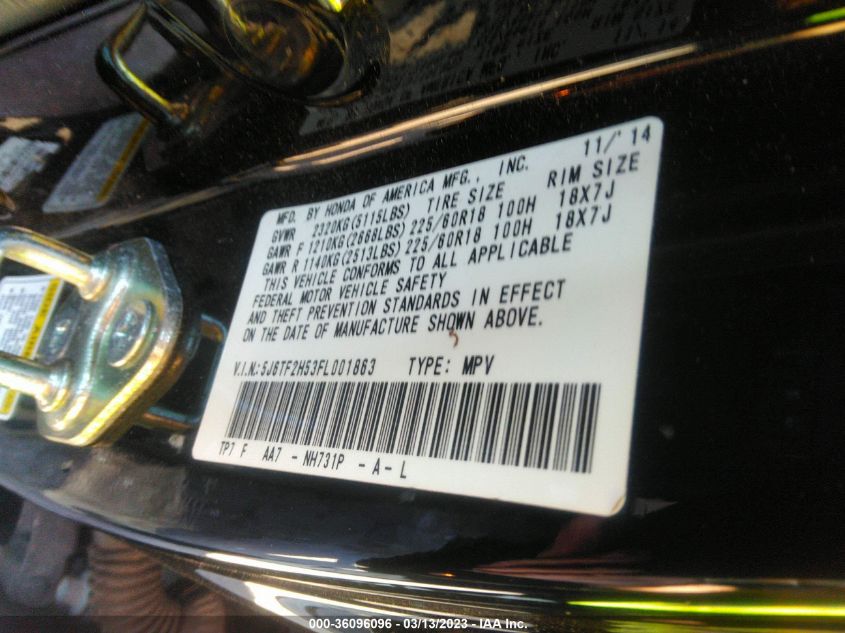 11/ 14
MFD. BY HONDA OF AMERICA MFG., INC.
GVWR 2320KG(5115LBS) TIRE SIZE RIM SIZE
GAWR F 1210KG(2668LBS) 225/60R18 100H 18X7J
GAWR R 1140KG(2513LBS) 225/60R18 100H 18X7J
THIS VEHICLE CONFORMS TO ALL APPLICABLE
FEDERAL MOTOR VEHICLE SAFETY
AND THEFT PREVENTION STANDARDS IN EFFECT
ON THE DATE OF MANUFACTURE SHOWN ABOVE.
V.I.N.:5J6TF2H53FL001863 TYPE: MPV
TP7 F AA7 - NH731P - A - L
000-36096096 - 03/13/2023 - IAA Inc.